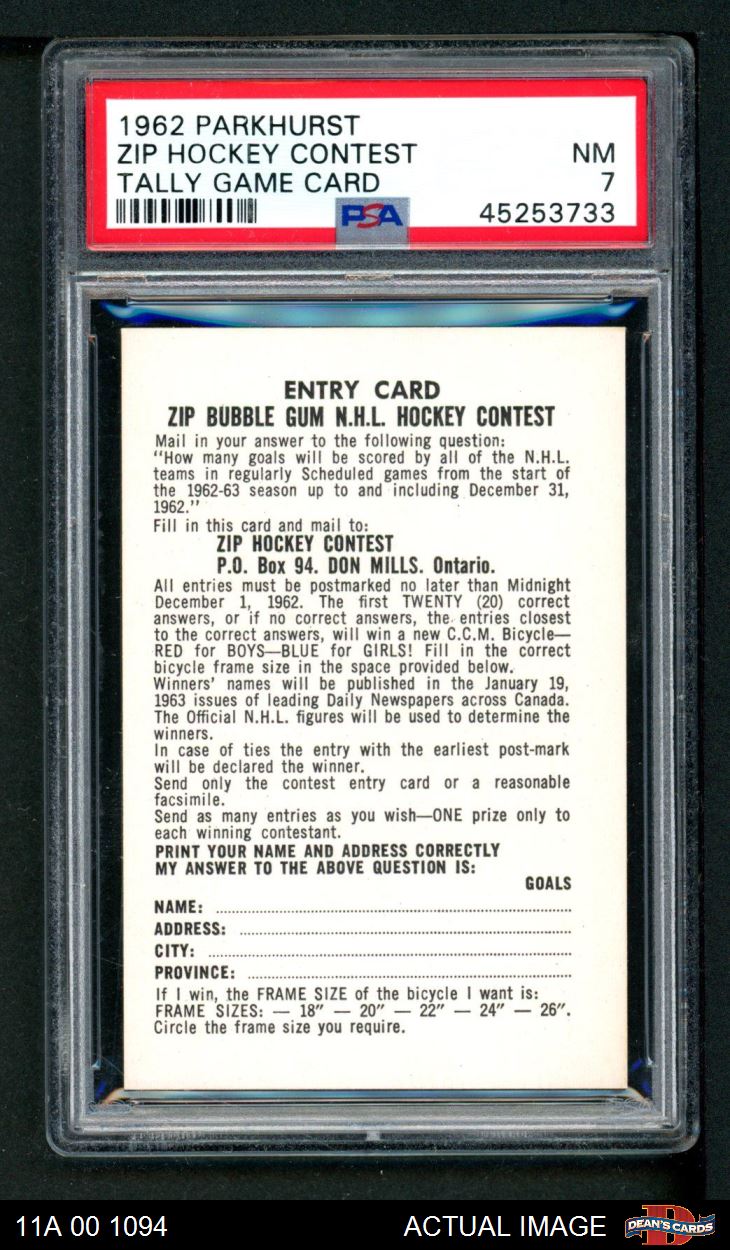 1962 PARKHURST
ZIP HOCKEY CONTEST NM
TALLY GAME CARD 7
PSA 45253733
ENTRY CARD
ZIP BUBBLE GUM N.H.L. HOCKEY CONTEST
Mail in your answer to the following question:
“How many goals will be scored by all of the N.H.L.
teams in regularly Scheduled games from the start of
the 1962-63 season up to and including December 31,
1962.”
Fill in this card and mail to:
ZIP HOCKEY CONTEST
P.O. Box 94. DON MILLS. Ontario.
All entries must be postmarked no later than Midnight
December 1, 1962. The first TWENTY (20) correct
answers, or if no correct answers, the entries closest
to the correct answers, will win a new C.C.M. Bicycle—
RED for BOYS—BLUE for GIRLS! Fill in the correct
bicycle frame size in the space provided below.
Winners’ names will be published in the January 19,
1963 issues of leading Daily Newspapers across Canada.
The Official N.H.L. figures will be used to determine the
winners.
In case of ties the entry with the earliest post-mark
will be declared the winner.
Send only the contest entry card or a reasonable
facsimile.
Send as many entries as you wish—ONE prize only to
each winning contestant.
PRINT YOUR NAME AND ADDRESS CORRECTLY
MY ANSWER TO THE ABOVE QUESTION IS:
GOALS
NAME:
ADDRESS:
CITY:
PROVINCE:
If I win, the FRAME SIZE of the bicycle I want is:
FRAME SIZES: — 18″ — 20″ — 22″ — 24″ — 26″.
Circle the frame size you require.
11A 00 1094 ACTUAL IMAGE DEAN'S CARDS